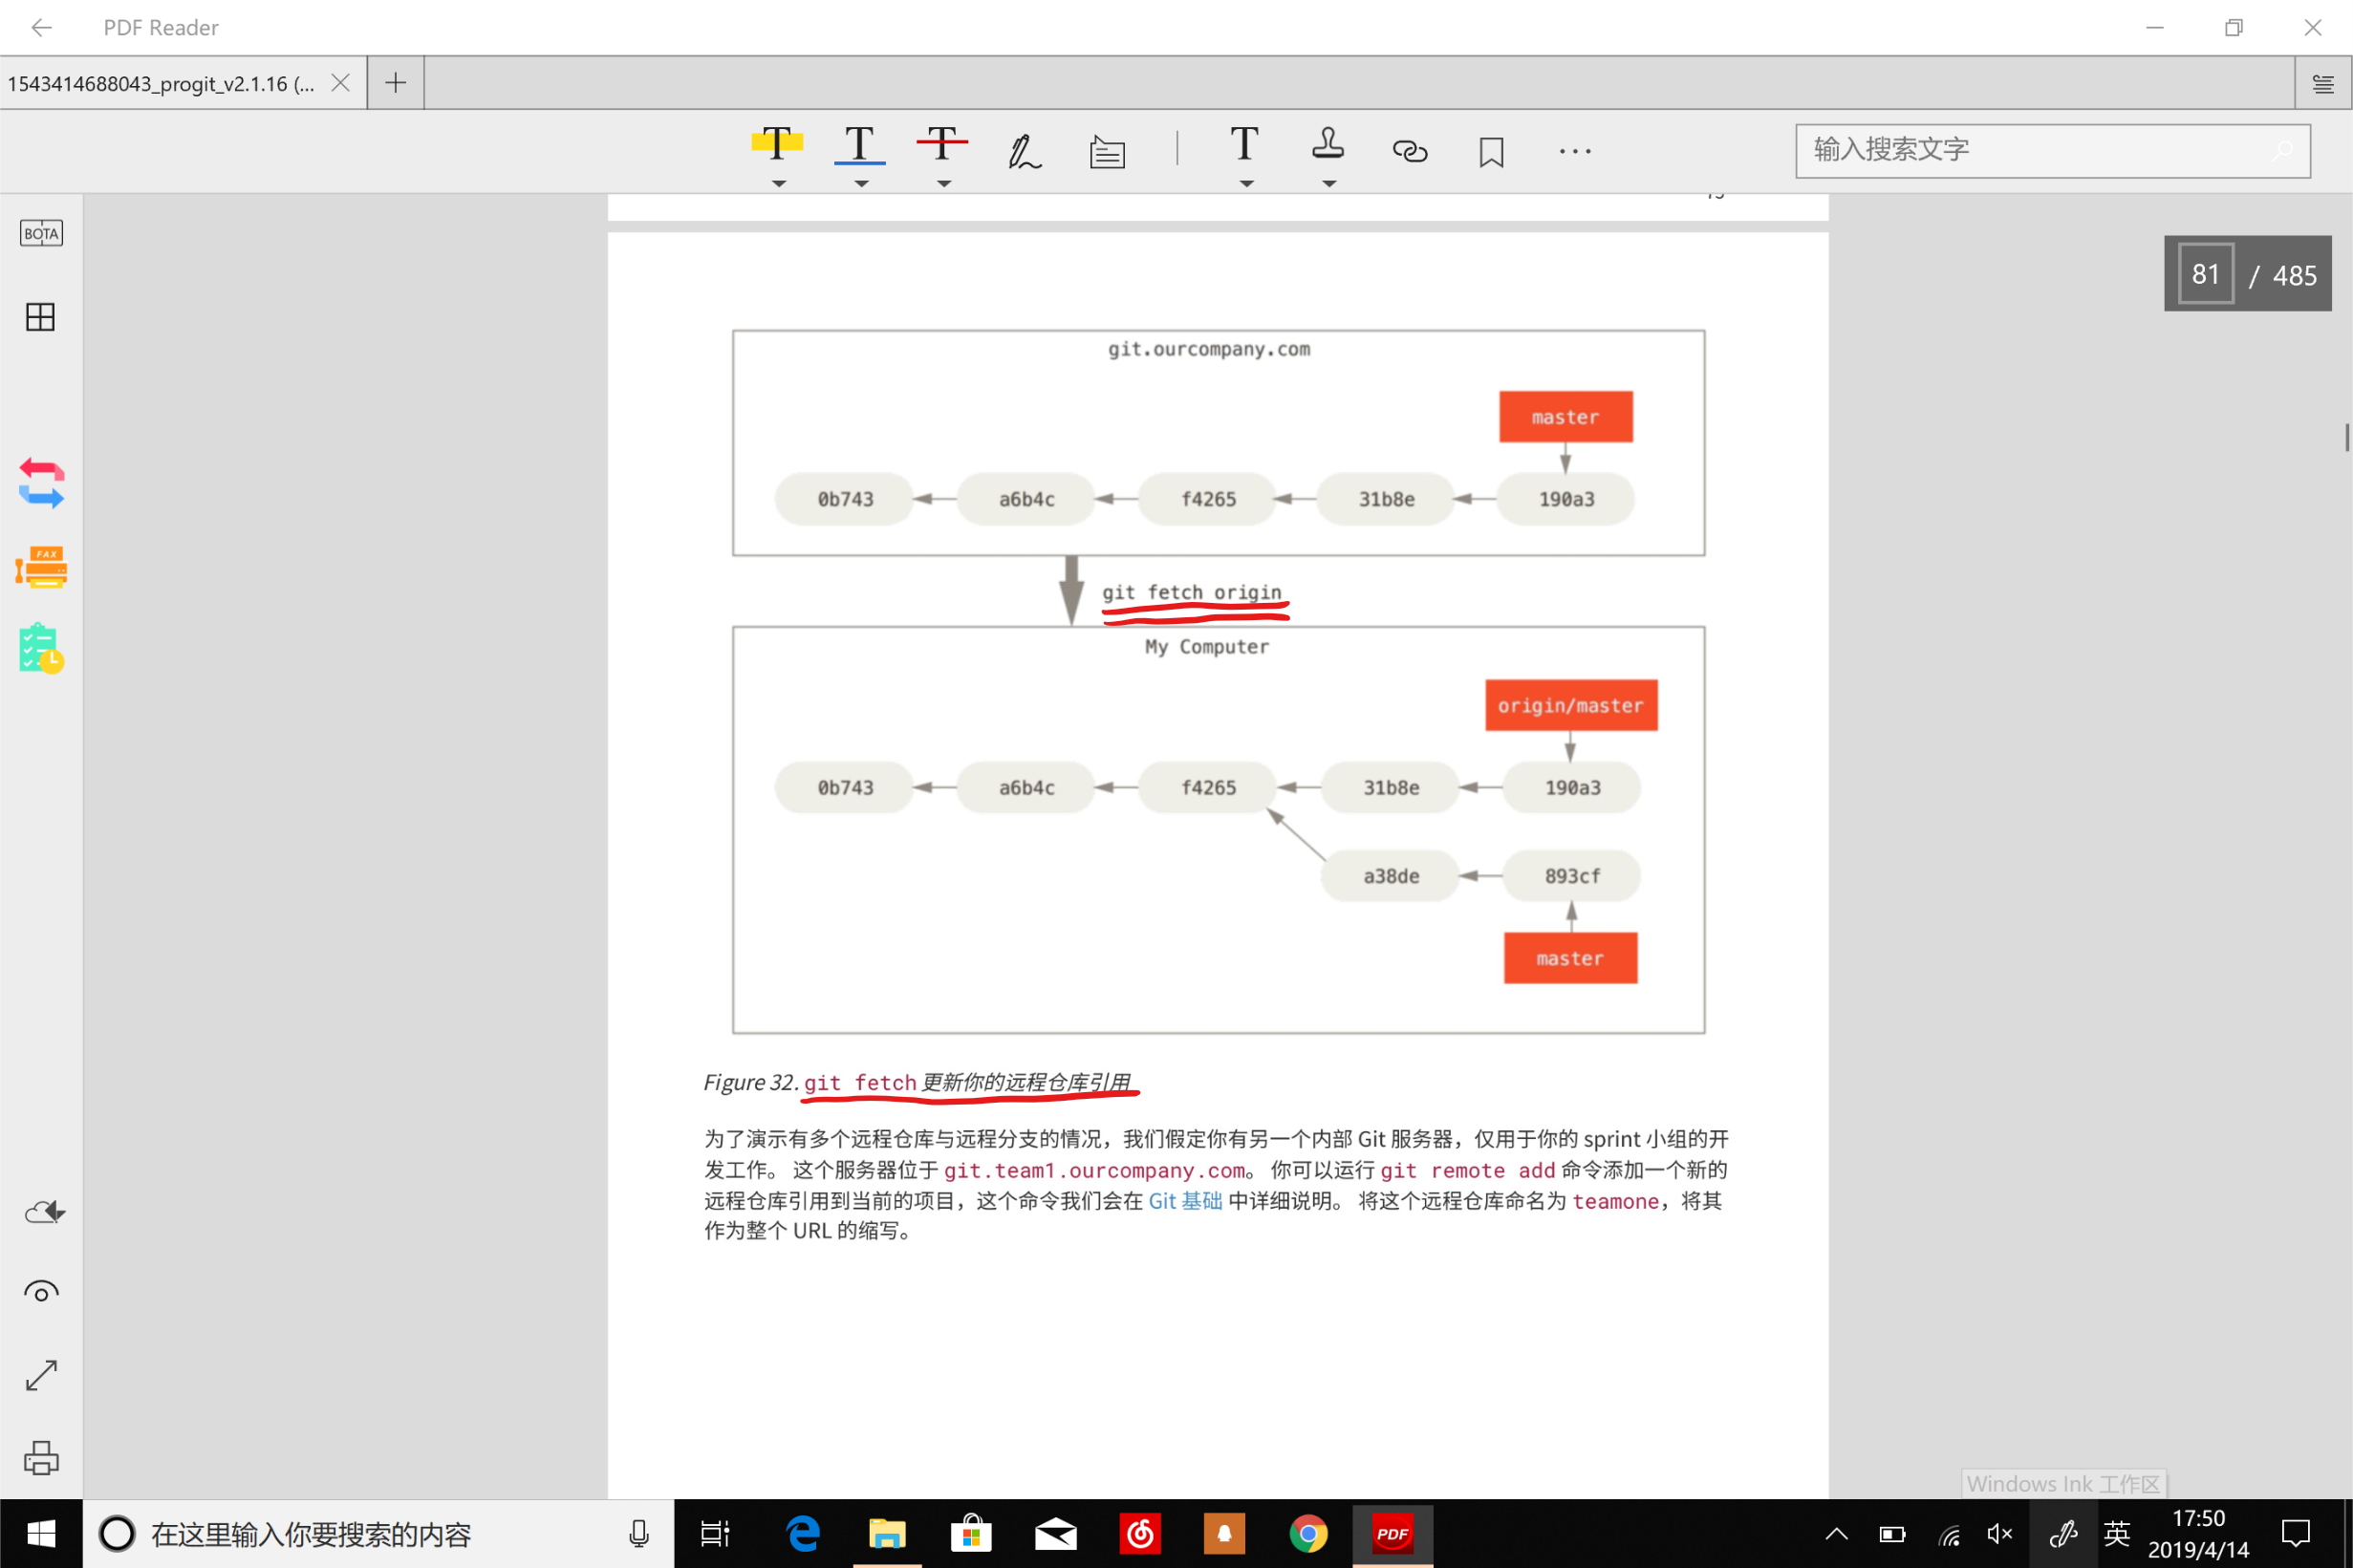 PDF Reader
1543414688043_progit_v2.1.16 (...
T T T T
输入搜索文字
BOTA
81 / 485
FAX
git.ourcompany.com
master
0b743 a6b4c f4265 31b8e 190a3
git fetch origin
My Computer
origin/master
0b743 a6b4c f4265 31b8e 190a3
a38de 893cf
master
Figure 32. git fetch 更新你的远程仓库引用
为了演示有多个远程仓库与远程分支的情况，我们假定你有另一个内部 Git 服务器，仅用于你的 sprint 小组的开
发工作。 这个服务器位于 git.team1.ourcompany.com。 你可以运行 git remote add 命令添加一个新的
远程仓库引用到当前的项目，这个命令我们会在 Git 基础 中详细说明。 将这个远程仓库命名为 teamone，将其
作为整个 URL 的缩写。
Windows Ink 工作区
在这里输入你要搜索的内容
PDF
英
17:50
2019/4/14